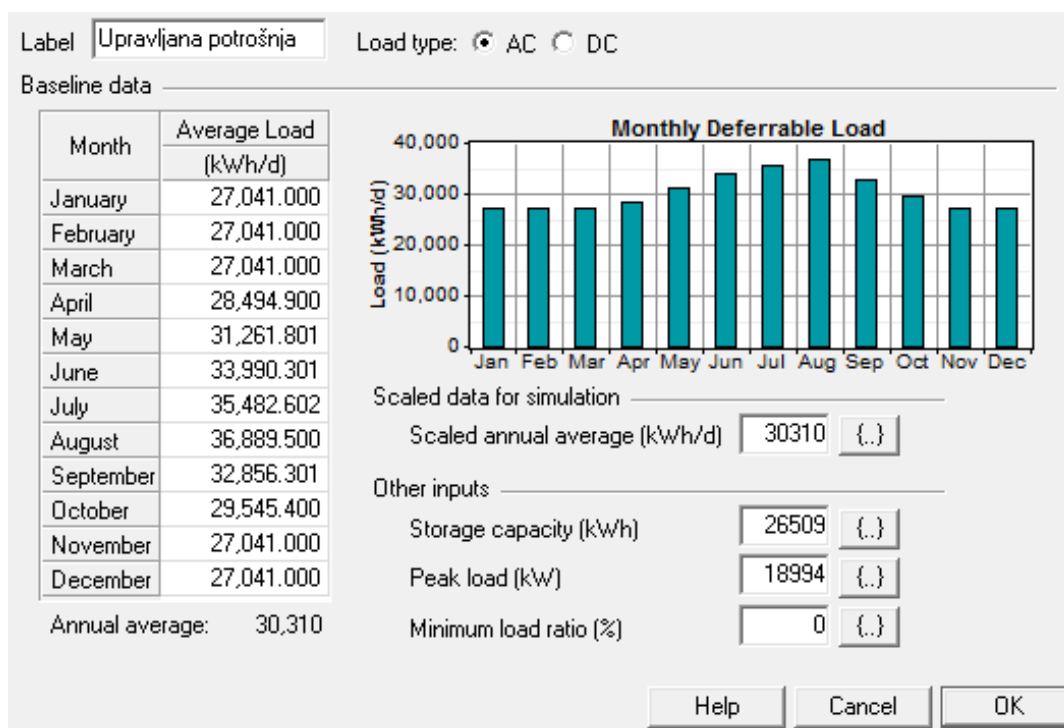 Label Upravljana potrošnja Load type: AC DC
Baseline data
Month Average Load
(kWh/d)
January 27,041.000
February 27,041.000
March 27,041.000
April 28,494.900
May 31,261.801
June 33,990.301
July 35,482.602
August 36,889.500
September 32,856.301
October 29,545.400
November 27,041.000
December 27,041.000
Annual average: 30,310
Monthly Deferrable Load
Load (kWh/d)
40,000
30,000
20,000
10,000
0
Jan Feb Mar Apr May Jun Jul Aug Sep Oct Nov Dec
Scaled data for simulation
Scaled annual average (kWh/d) 30310 {..}
Other inputs
Storage capacity (kWh) 26509 {..}
Peak load (kW) 18994 {..}
Minimum load ratio (%) 0 {..}
Help Cancel OK